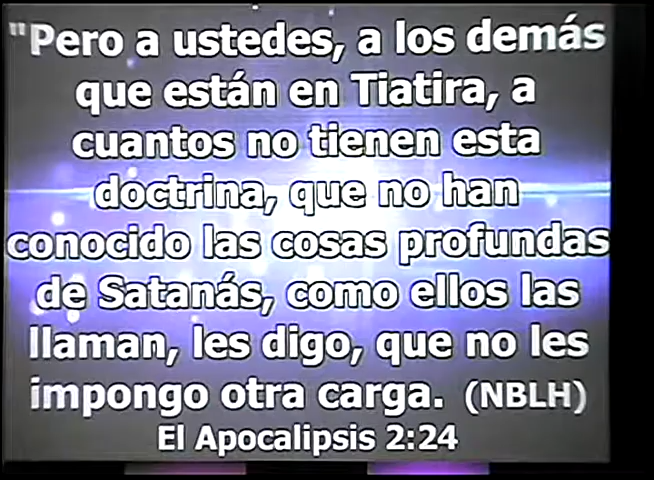 "Pero a ustedes, a los demás
que están en Tiatira, a
cuantos no tienen esta
doctrina, que no han
conocido las cosas profundas
de Satanás, como ellos las
llaman, les digo, que no les
impongo otra carga. (NBLH)
El Apocalipsis 2:24